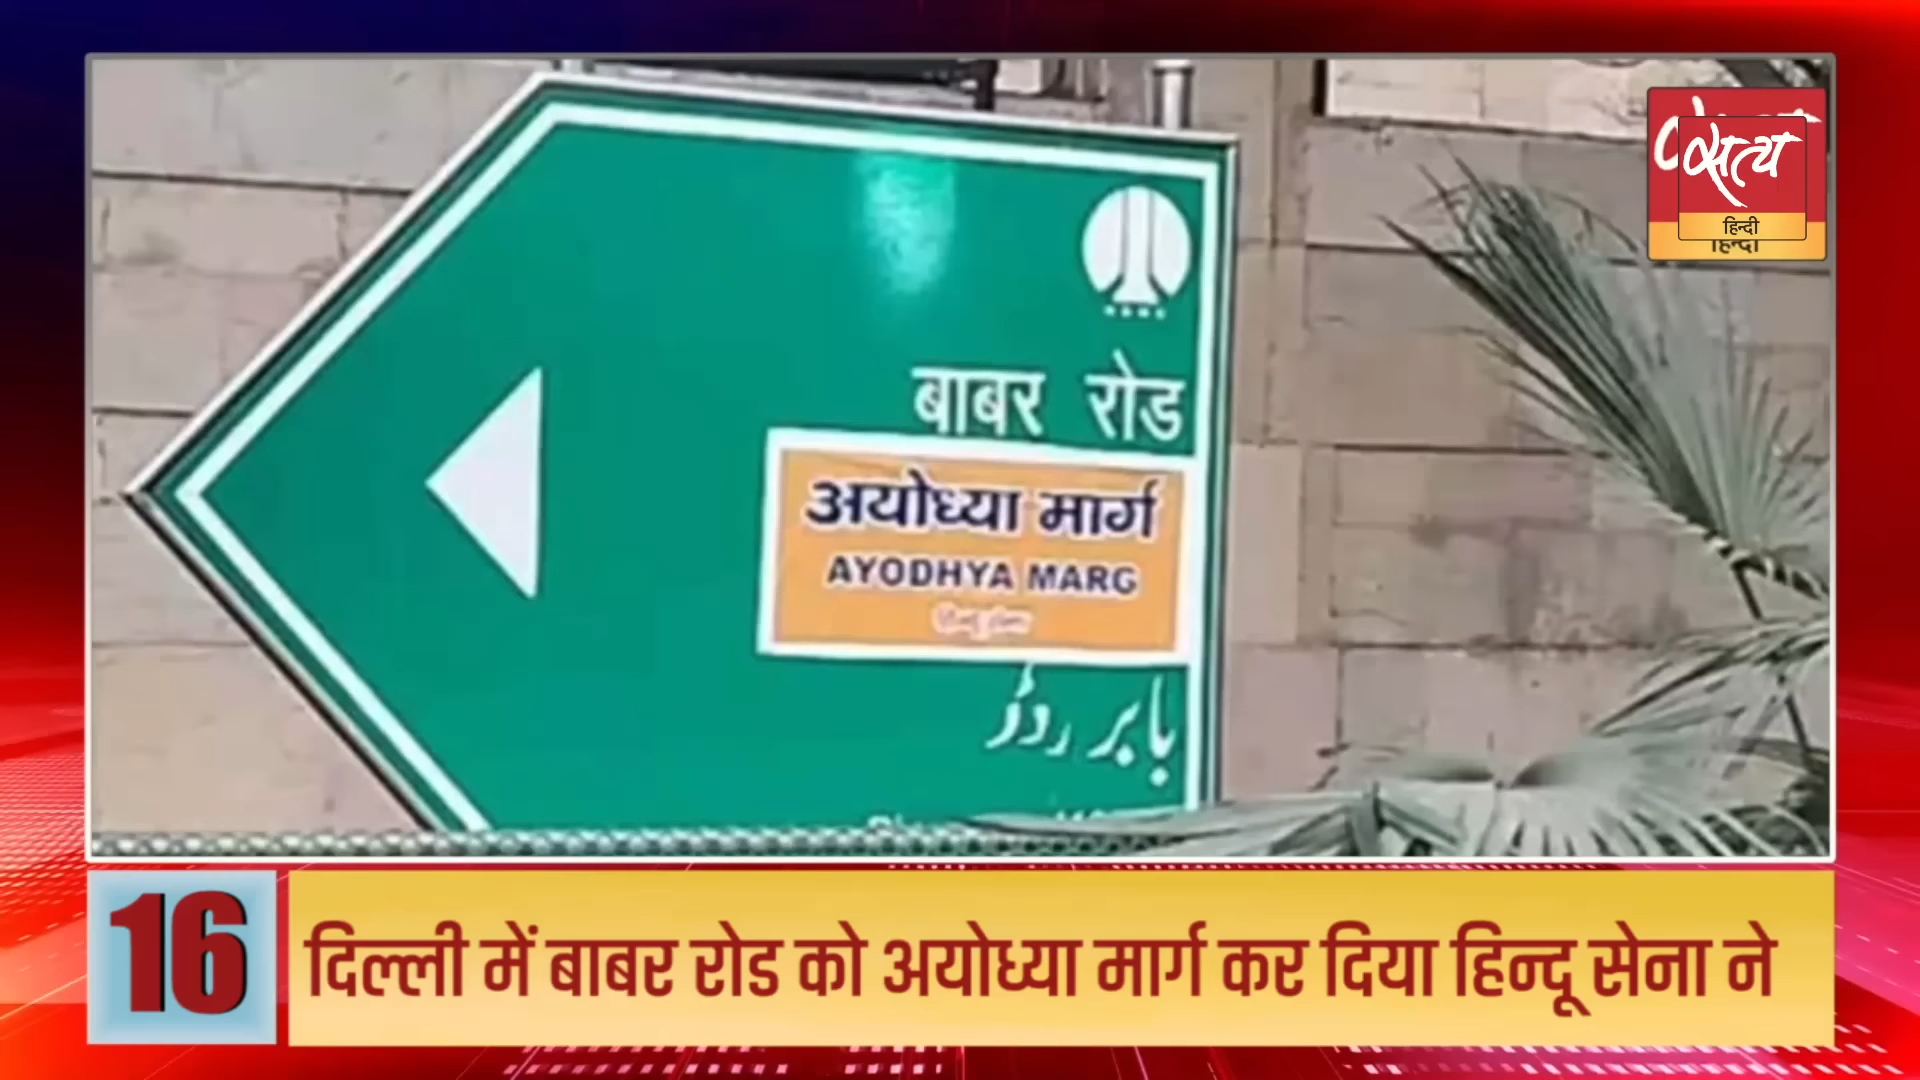 सत्य
हिन्दी
बाबर रोड
अयोध्या मार्ग
AYODHYA MARG
بابر روڈ
16
दिल्ली में बाबर रोड को अयोध्या मार्ग कर दिया हिन्दू सेना ने